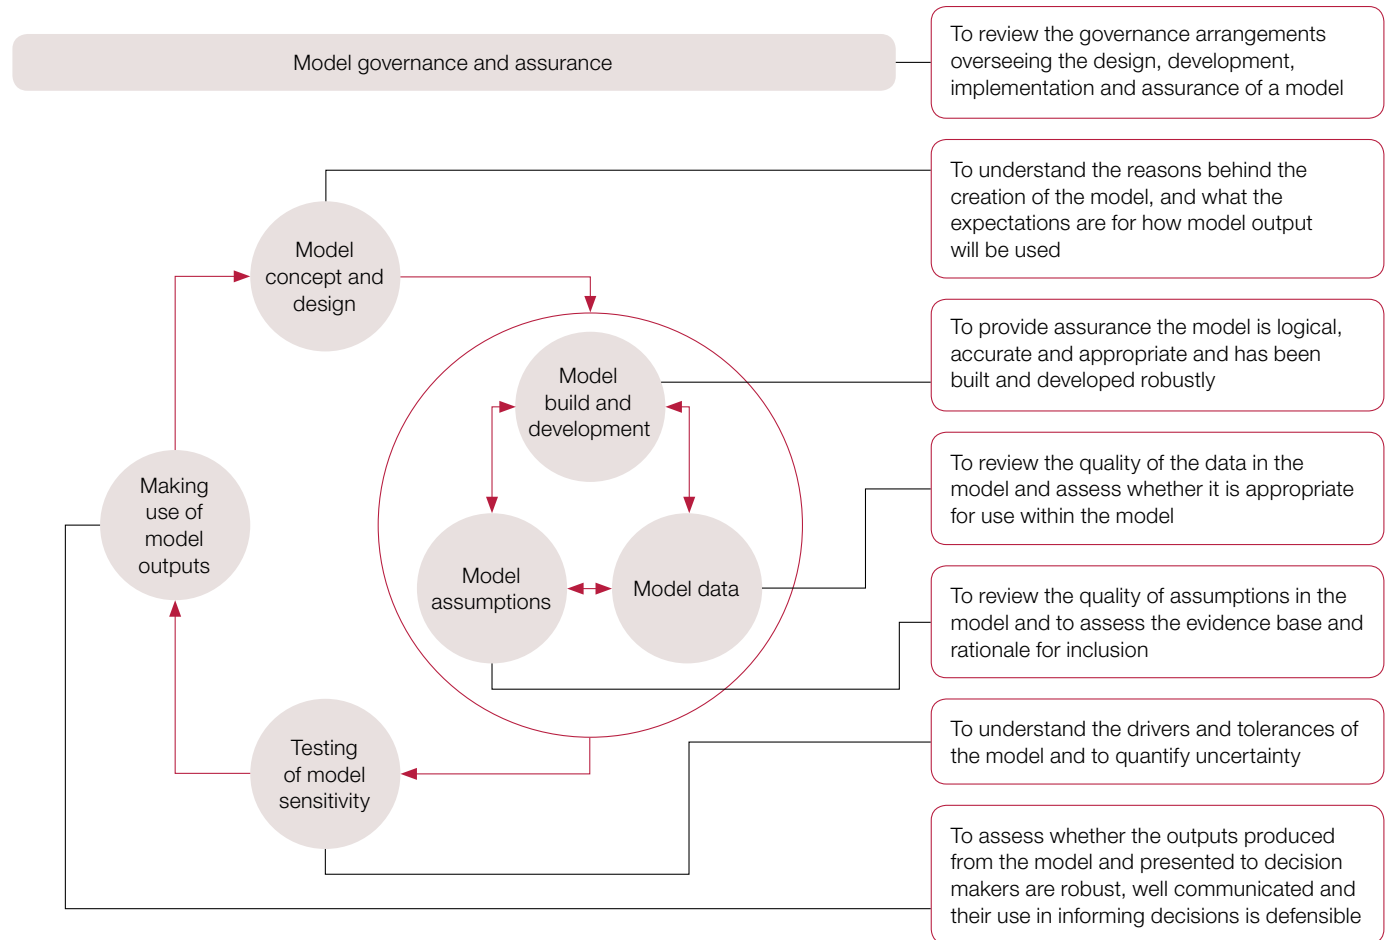 Model governance and assurance
To review the governance arrangements
overseeing the design, development,
implementation and assurance of a model
To understand the reasons behind the
creation of the model, and what the
expectations are for how model output
will be used
Model
concept and
design
To provide assurance the model is logical,
accurate and appropriate and has been
built and developed robustly
Model
build and
development
To review the quality of the data in the
model and assess whether it is appropriate
for use within the model
Making
use of
model
outputs
Model
assumptions
Model data
To review the quality of assumptions in the
model and to assess the evidence base and
rationale for inclusion
To understand the drivers and tolerances of
the model and to quantify uncertainty
Testing
of model
sensitivity
To assess whether the outputs produced
from the model and presented to decision
makers are robust, well communicated and
their use in informing decisions is defensible